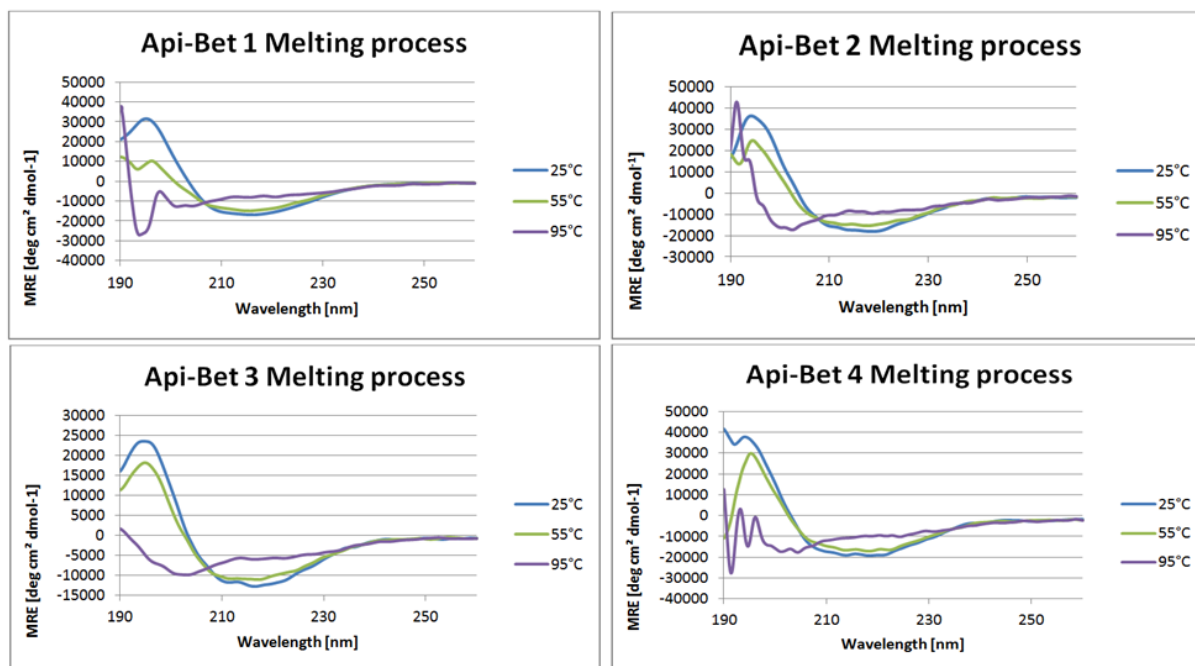 Api-Bet 1 Melting process
MRE [deg cm² dmol-1]
50000
40000
30000
20000
10000
0
-10000
-20000
-30000
-40000
190
210
230
250
Wavelength [nm]
25°C
55°C
95°C
Api-Bet 2 Melting process
MRE [deg cm² dmol⁻¹]
50000
40000
30000
20000
10000
0
-10000
-20000
-30000
190
210
230
250
Wavelength [nm]
25°C
55°C
95°C
Api-Bet 3 Melting process
MRE [deg cm² dmol-1]
30000
25000
20000
15000
10000
5000
0
-5000
-10000
-15000
190
210
230
250
Wavelength [nm]
25°C
55°C
95°C
Api-Bet 4 Melting process
MRE [deg cm² dmol-1]
50000
40000
30000
20000
10000
0
-10000
-20000
-30000
-40000
190
210
230
250
Wavelength [nm]
25°C
55°C
95°C